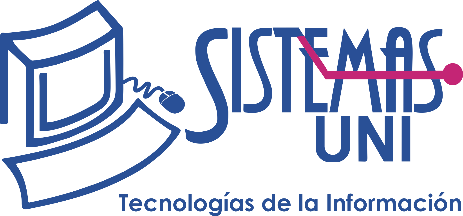 SISTEMAS
UNI
Tecnologías de la Información